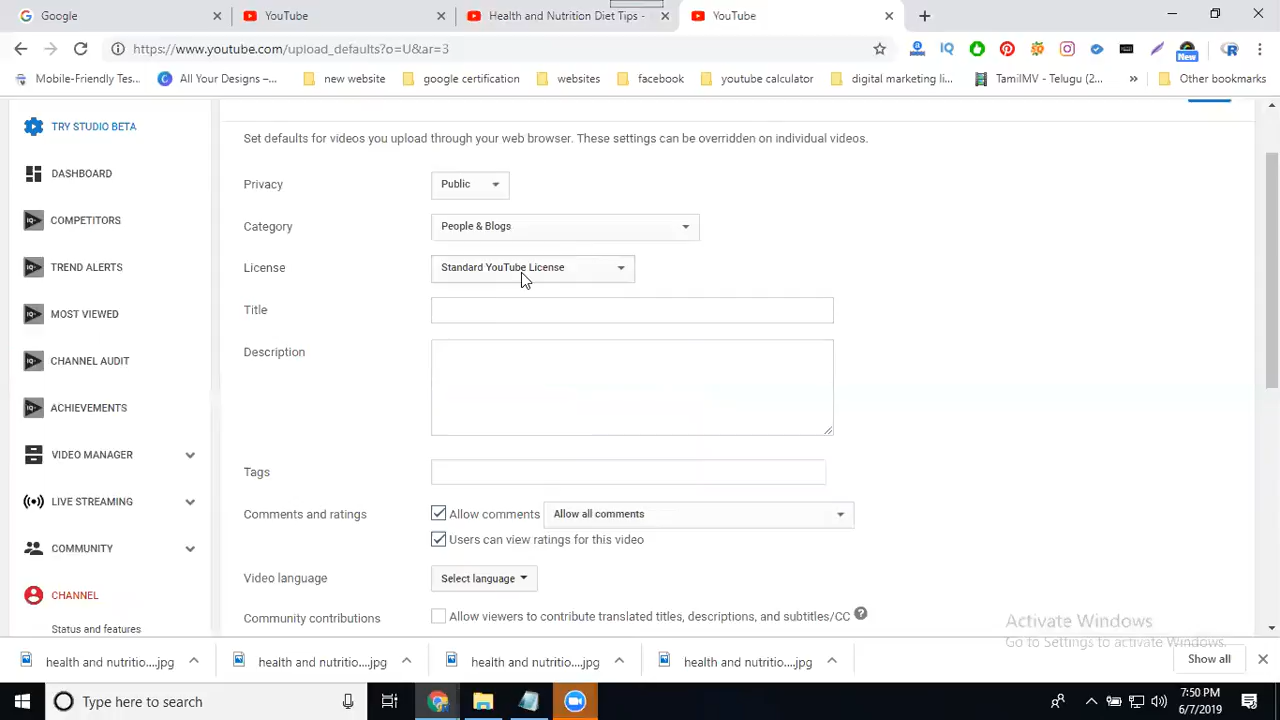 Google
YouTube
Health and Nutrition Diet Tips -
YouTube
https://www.youtube.com/upload_defaults?o=U&ar=3
New
Mobile-Friendly Tes...
All Your Designs –...
new website
google certification
websites
facebook
youtube calculator
digital marketing li...
TamilMV - Telugu (2...
Other bookmarks
TRY STUDIO BETA
DASHBOARD
COMPETITORS
TREND ALERTS
MOST VIEWED
CHANNEL AUDIT
ACHIEVEMENTS
VIDEO MANAGER
LIVE STREAMING
COMMUNITY
CHANNEL
Status and features
Set defaults for videos you upload through your web browser. These settings can be overridden on individual videos.
Privacy
Public
Category
People & Blogs
License
Standard YouTube License
Title
Description
Tags
Comments and ratings
Allow comments
Allow all comments
Users can view ratings for this video
Video language
Select language
Community contributions
Allow viewers to contribute translated titles, descriptions, and subtitles/CC
Activate Windows
Go to Settings to activate Windows.
health and nutritio....jpg
health and nutritio....jpg
health and nutritio....jpg
health and nutritio....jpg
Show all
Type here to search
7:50 PM
6/7/2019